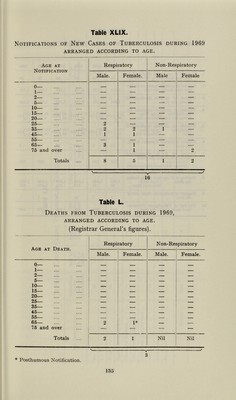 Table XLIX.
Notifications of New Cases of Tuberculosis during 1969
arranged according to age.
Age at Notification Respiratory Non-Respiratory
Male. Female. Male Female
0— — — — —
1— — — — —
2— — — — —
5— — — — —
10— — — — —
15— — — — —
20— — — — —
25— 2 — — —
35— 2 2 1 —
45— 1 1 — —
55— — — — —
65— 3 1 — —
75 and over — 1 — 2
Totals 8 5 1 2
16
Table L.
Deaths from Tuberculosis during 1969,
arranged according to age.
(Registrar General's figures).
Age at Death. Respiratory Non-Respiratory
Male. Female. Male. Female.
0— — — — —
1— — — — —
2— — — — —
5— — — — —
10— — — — —
15— — — — —
20— — — — —
25— — — — —
35— — — — —
45— — — — —
55— — — — —
65— 2 1* — —
75 and over — — — —
Totals 2 1 Nil Nil
3
* Posthumous Notification.